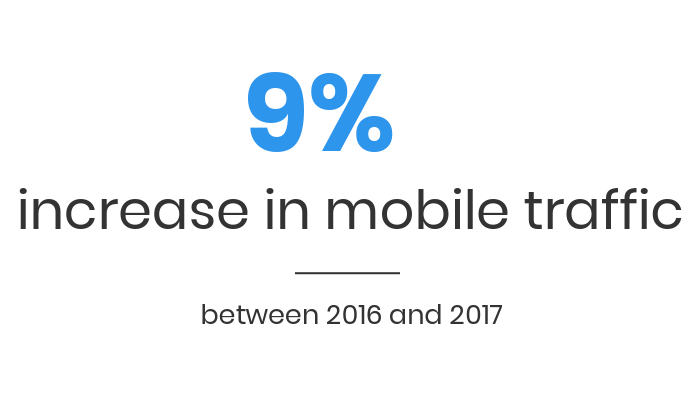 9%
increase in mobile traffic
between 2016 and 2017